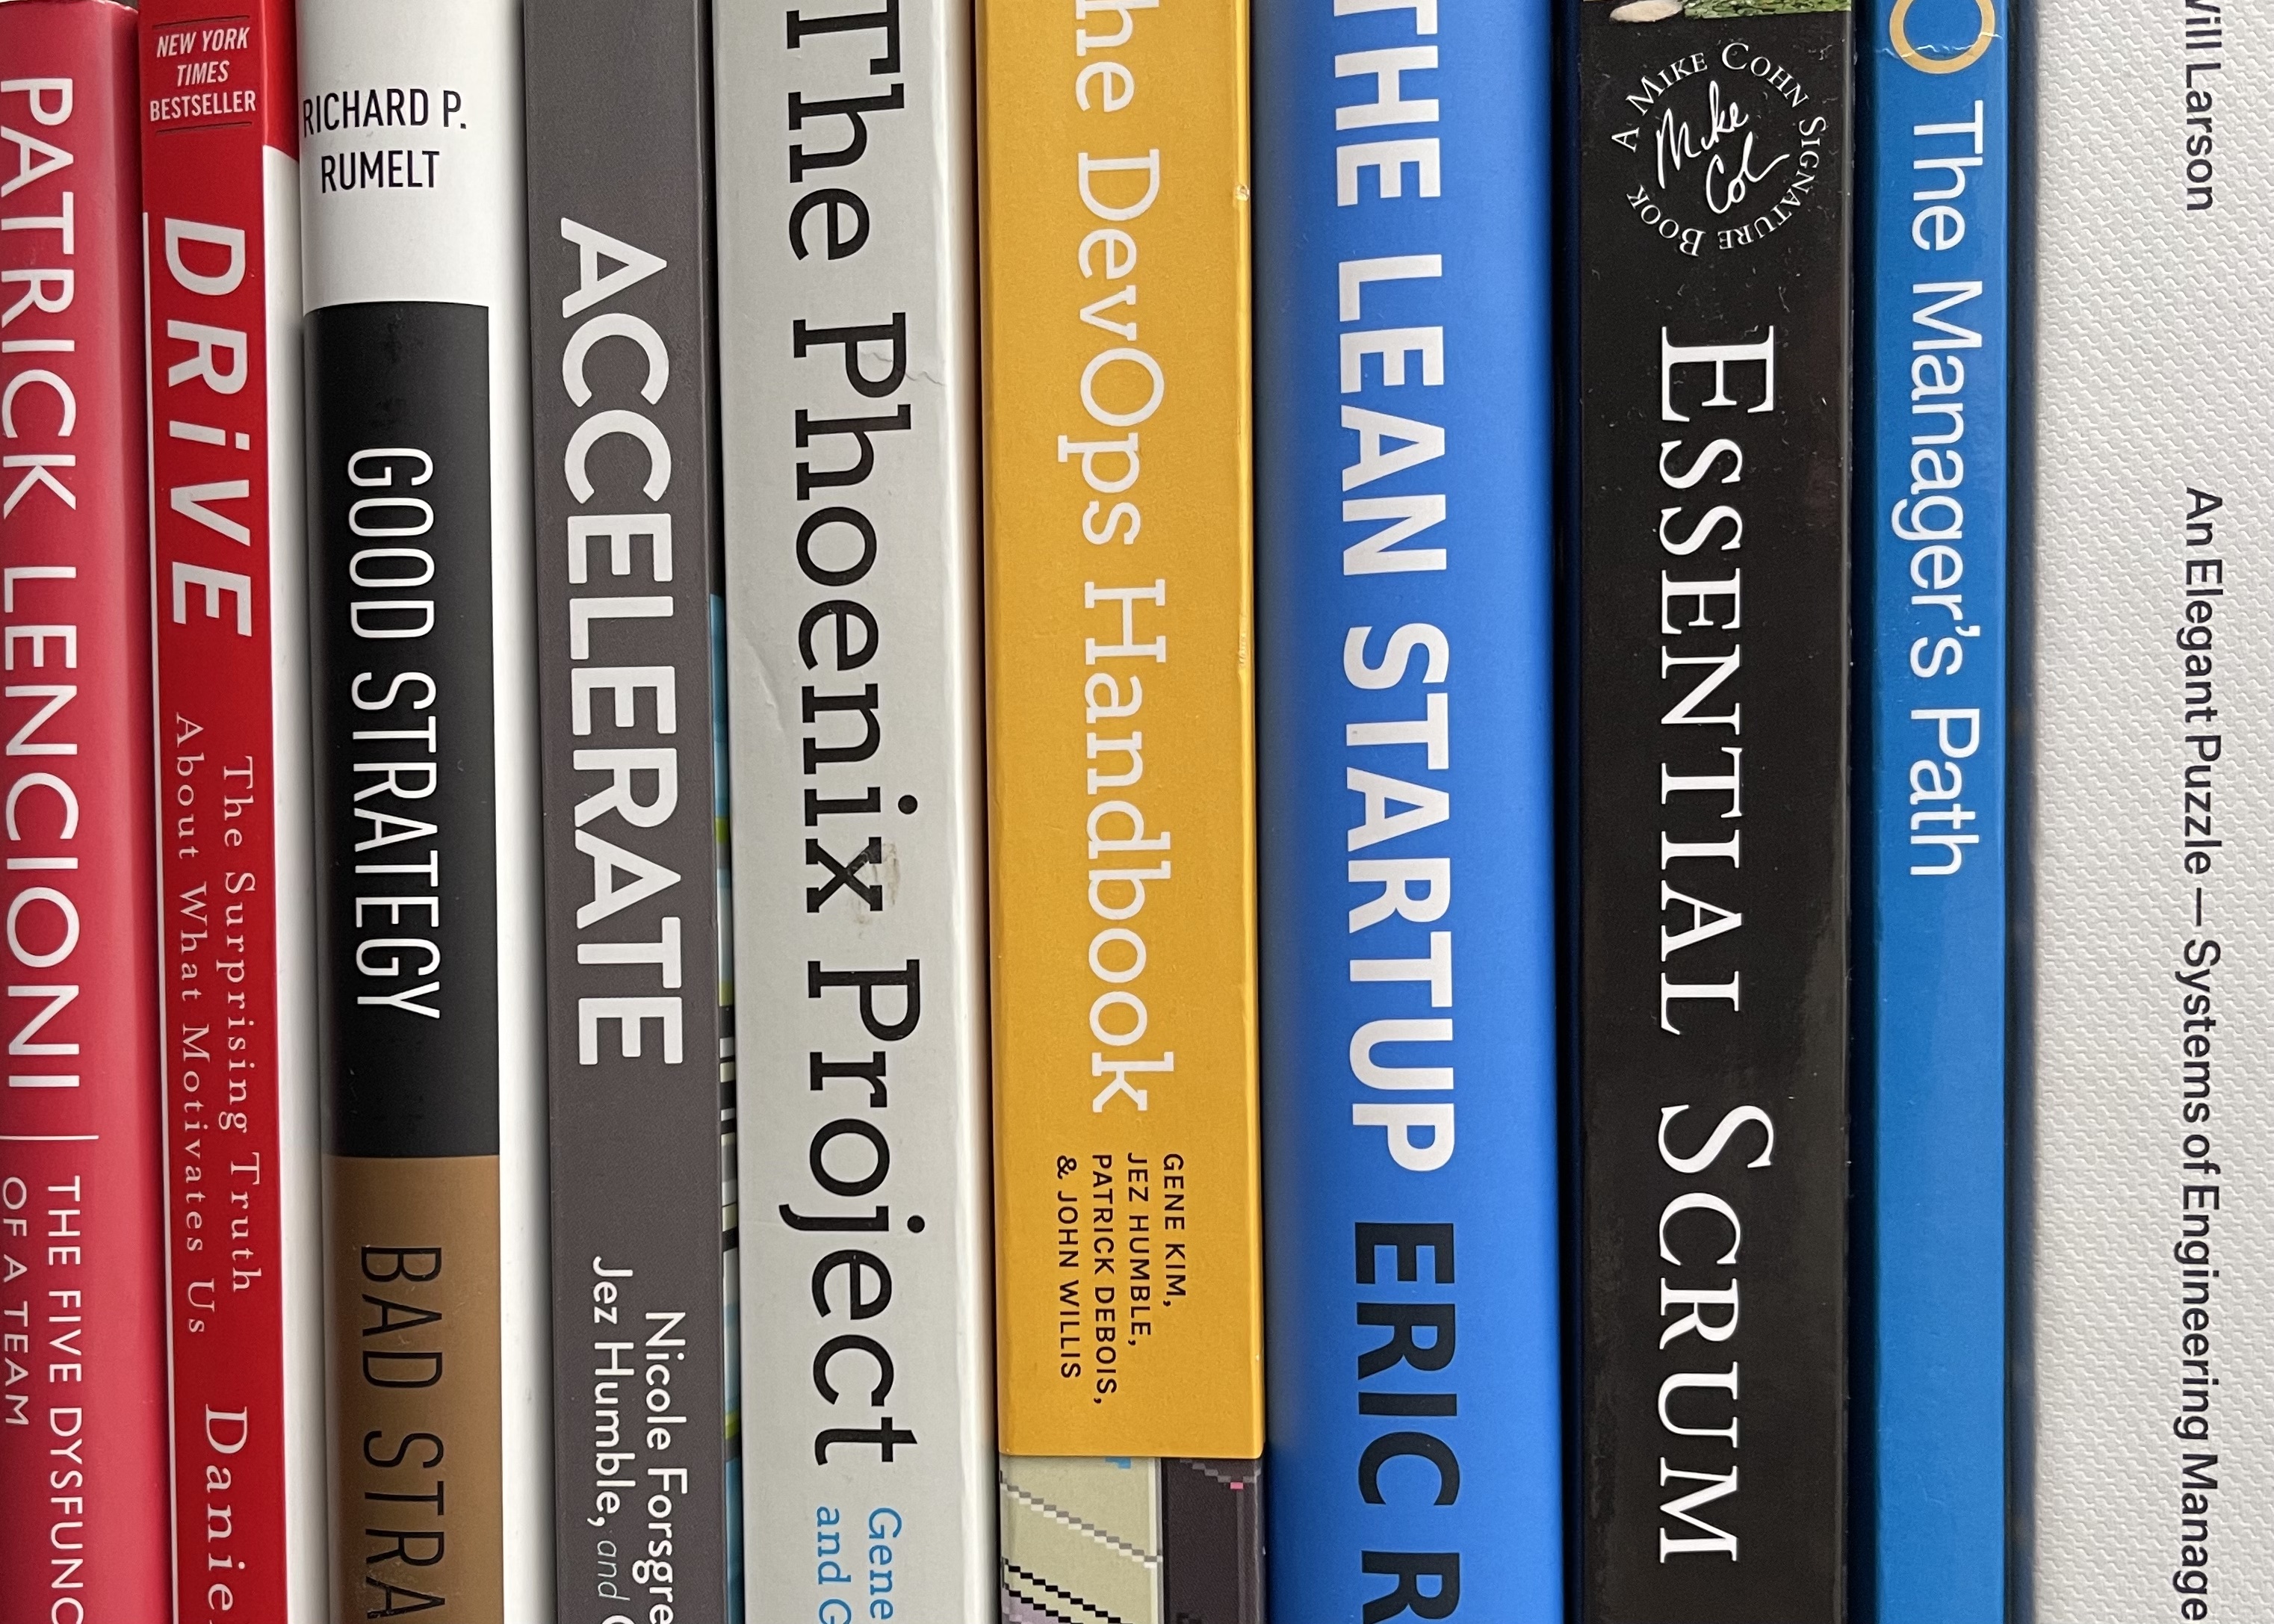 PATRICK LENCIONI
THE FIVE DYSFUNC
OF A TEAM
NEW YORK
TIMES
BESTSELLER
DRiVE
The Surprising Truth
About What Motivates Us
Danie
RICHARD P.
RUMELT
GOOD STRATEGY
BAD STRA
ACCELERATE
Nicole Forsgre
Jez Humble, and
The Phoenix Project
Gene
and G
he DevOps Handbook
GENE KIM,
JEZ HUMBLE,
PATRICK DEBOIS,
& JOHN WILLIS
THE LEAN STARTUP ERIC R
A MIKE COHN SIGNATURE BOOK
Mike Coh
ESSENTIAL SCRUM
The Manager's Path
Will Larson
An Elegant Puzzle — Systems of Engineering Manage